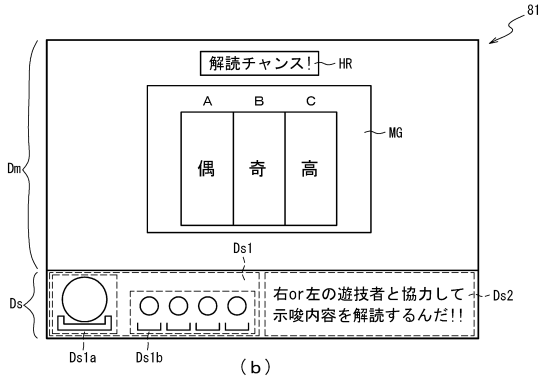 81
解読チャンス!
HR
A B C
MG
偶 奇 高
Dm
Ds1
Ds
右or左の遊技者と協力して
示唆内容を解読するんだ!!
Ds2
Ds1a
Ds1b
(b)